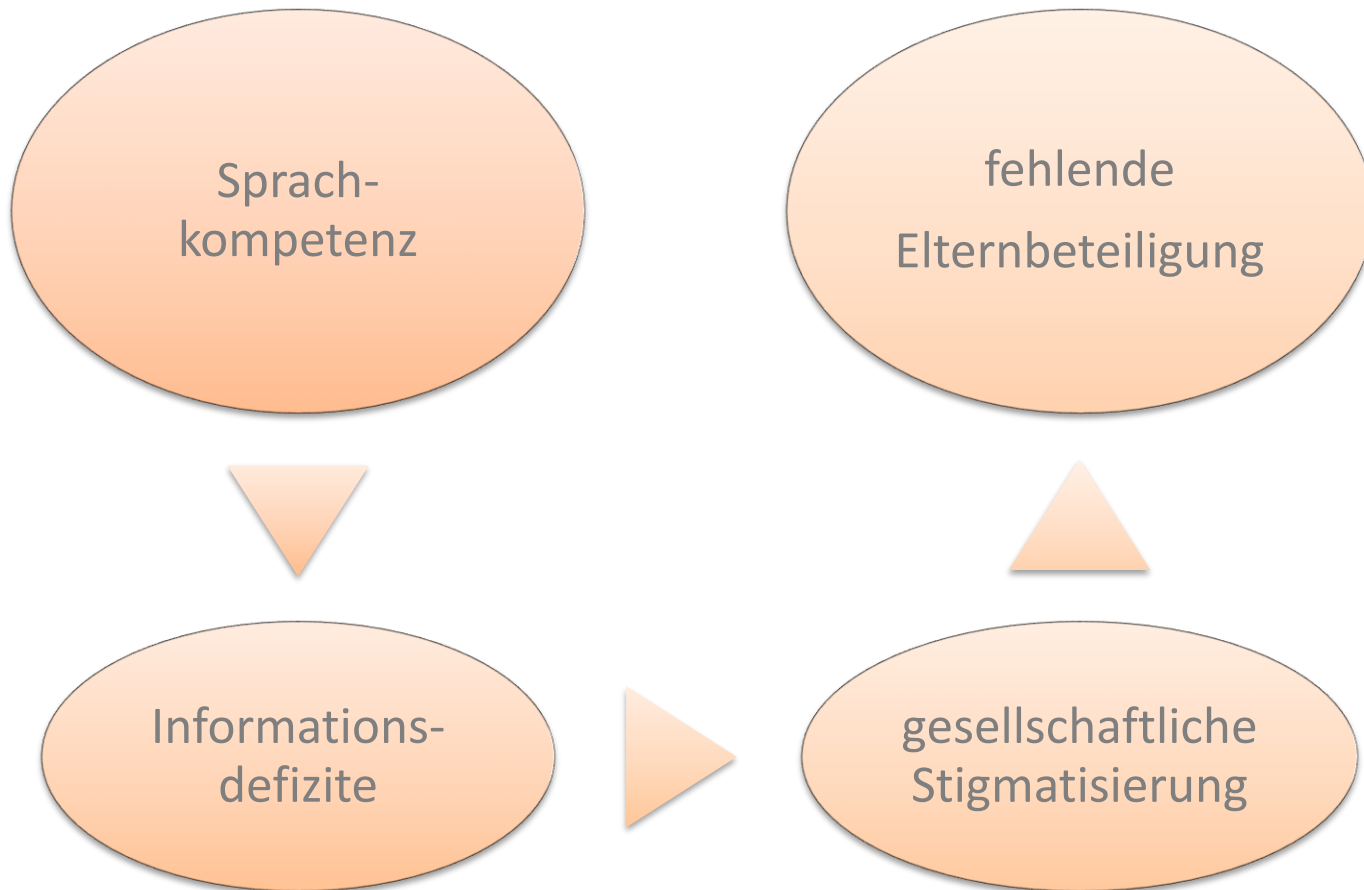 Sprach-
kompetenz
fehlende
Elternbeteiligung
Informations-
defizite
gesellschaftliche
Stigmatisierung